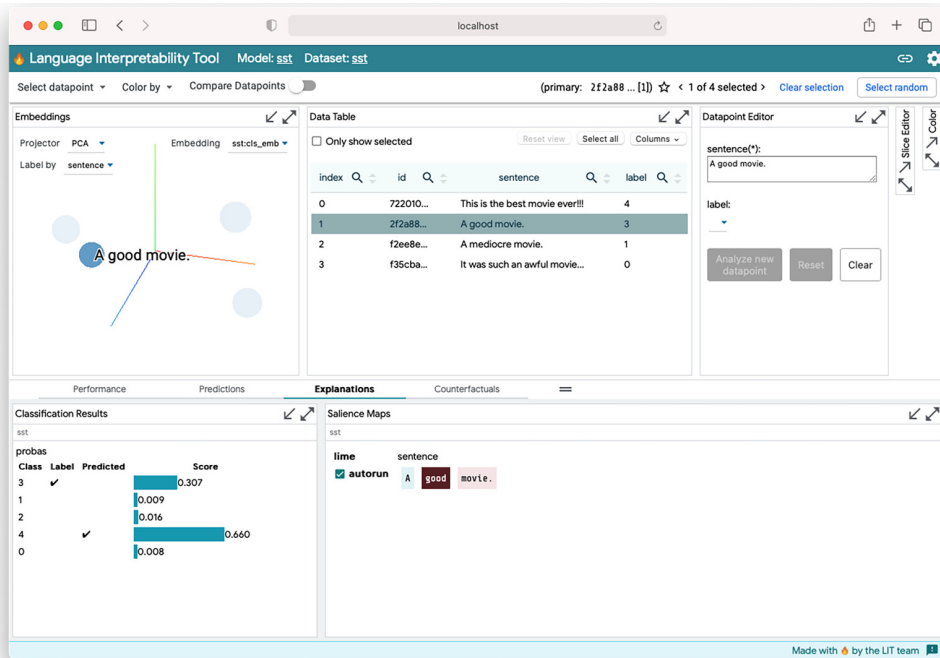 localhost
Language Interpretability Tool Model: sst Dataset: sst
Select datapoint Color by Compare Datapoints (primary: 2f2a88 ... [1]) < 1 of 4 selected > Clear selection Select random
Embeddings
Projector PCA Embedding sst:cls_emb
Label by sentence
A good movie.
Data Table
Only show selected Reset view Select all Columns
index id sentence label
0 722010... This is the best movie ever!!! 4
1 2f2a88... A good movie. 3
2 f2ee8e... A mediocre movie. 1
3 f35cba... It was such an awful movie... 0
Datapoint Editor
sentence(*):
A good movie.
label:
Analyze new
datapoint
Reset Clear
Slice Editor
Color
Performance Predictions Explanations Counterfactuals
Classification Results
sst
probas
Class Label Predicted Score
3 ✔ 0.307
1 0.009
2 0.016
4 ✔ 0.660
0 0.008
Salience Maps
sst
lime sentence
autorun A good movie.
Made with 🔥 by the LIT team